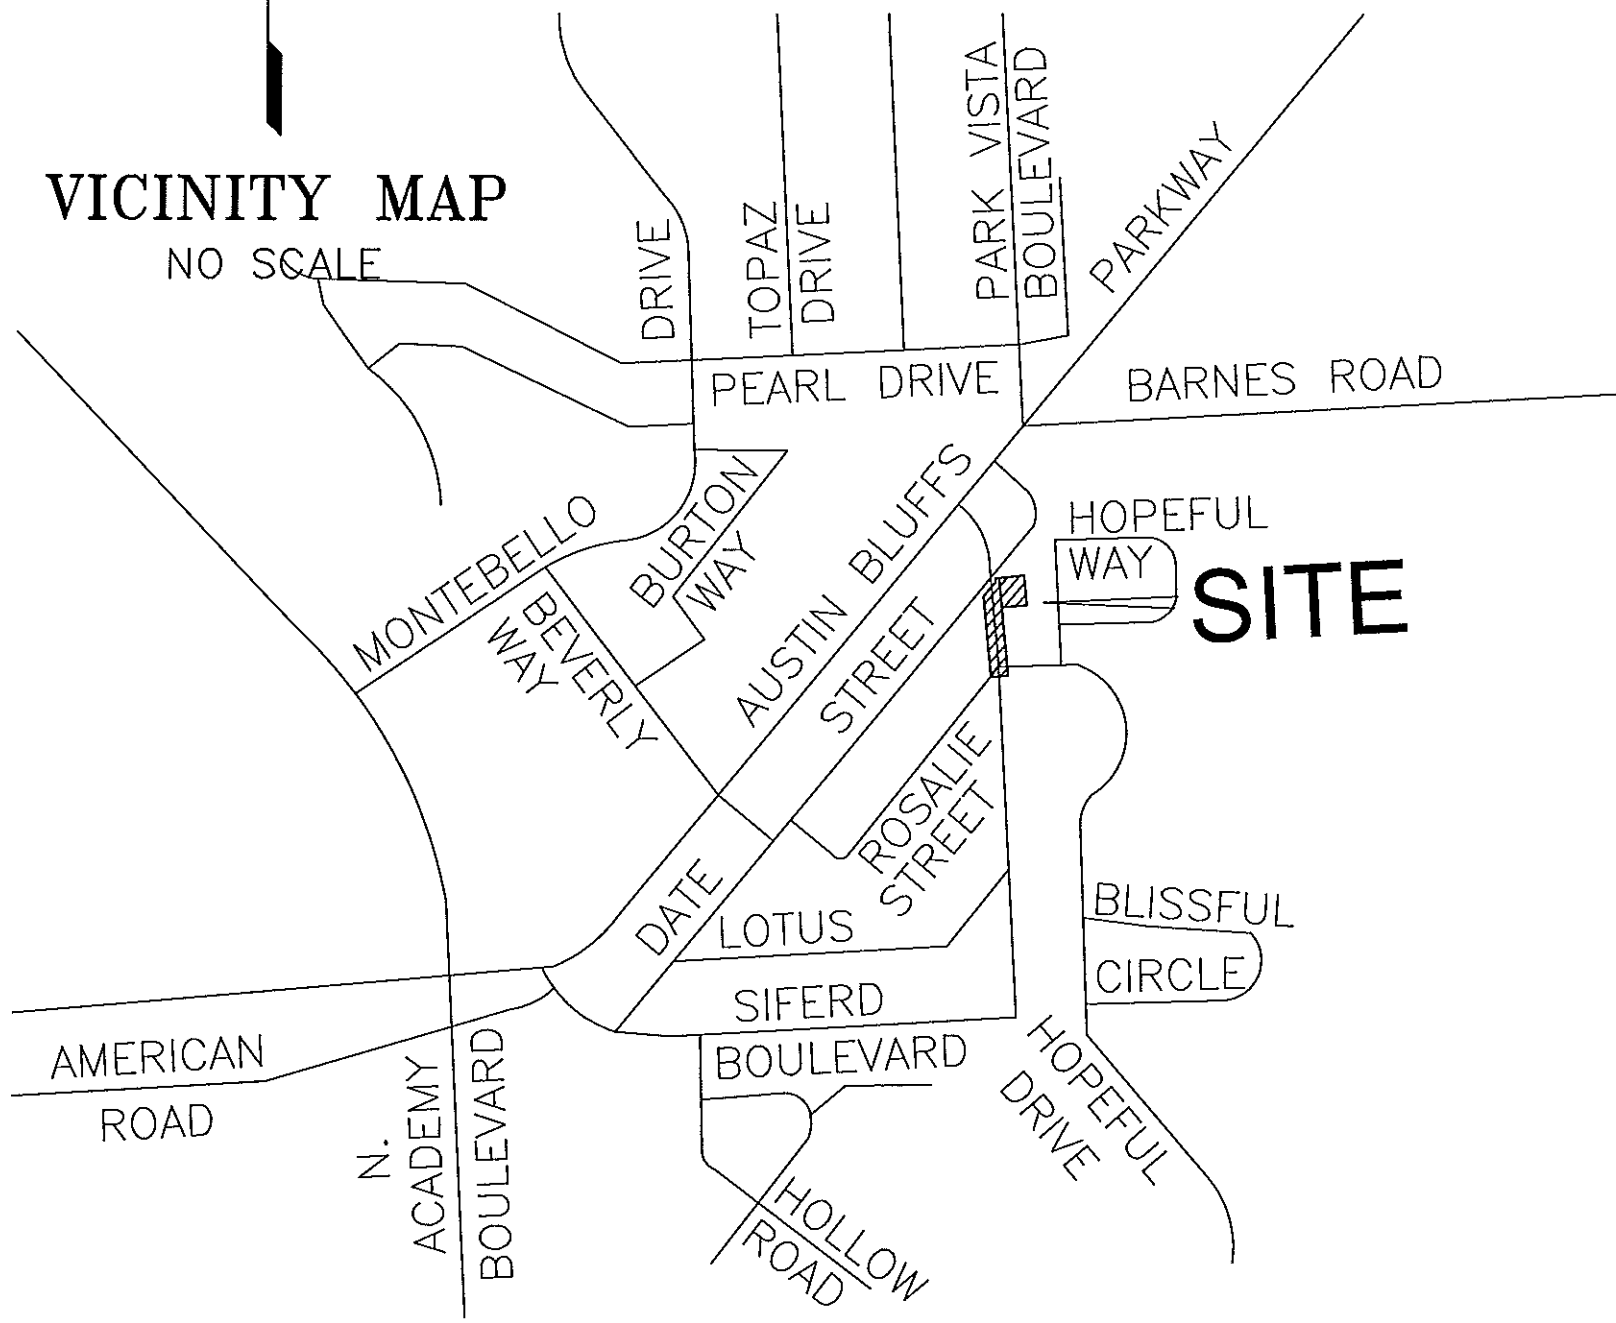 VICINITY MAP
NO SCALE
DRIVE
TOPAZ
DRIVE
PARK VISTA
BOULEVARD
PARKWAY
PEARL DRIVE
BARNES ROAD
MONTEBELLO
BURTON
WAY
BEVERLY
WAY
AUSTIN BLUFFS
STREET
HOPEFUL
WAY
SITE
ROSALIE
STREET
DATE
LOTUS
BLISSFUL
CIRCLE
SIFERD
BOULEVARD
HOPEFUL
DRIVE
AMERICAN
ROAD
N.
ACADEMY
BOULEVARD
HOLLOW
ROAD